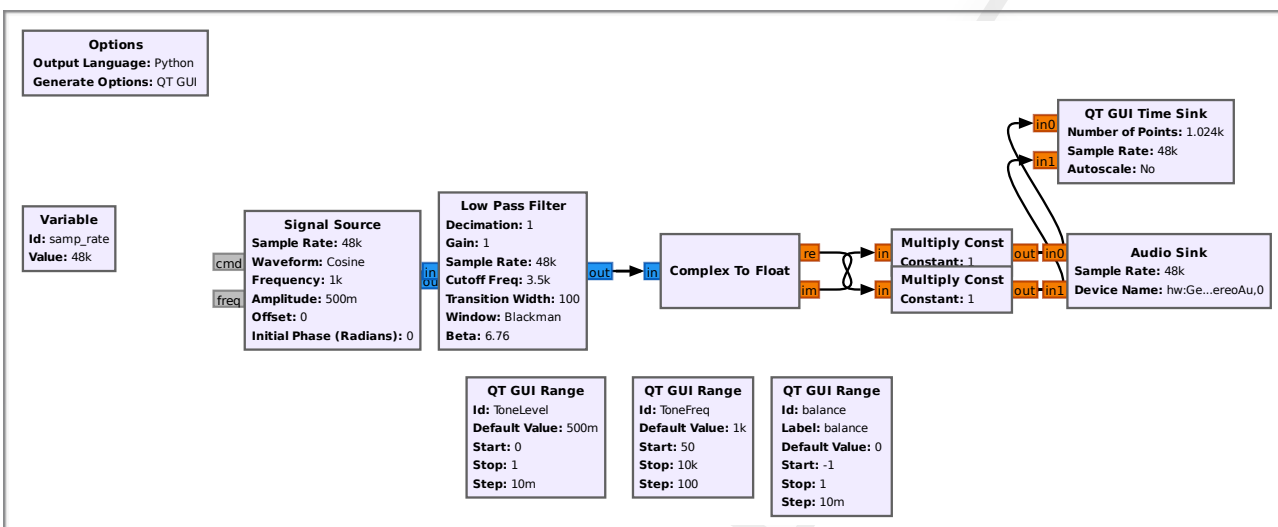 Options
Output Language: Python
Generate Options: QT GUI
Variable
Id: samp_rate
Value: 48k
cmd
freq
Signal Source
Sample Rate: 48k
Waveform: Cosine
Frequency: 1k
Amplitude: 500m
Offset: 0
Initial Phase (Radians): 0
ou
in
Low Pass Filter
Decimation: 1
Gain: 1
Sample Rate: 48k
Cutoff Freq: 3.5k
Transition Width: 100
Window: Blackman
Beta: 6.76
out
in
Complex To Float
re
im
in
Multiply Const
Constant: 1
out
in
Multiply Const
Constant: 1
out
in0
in1
QT GUI Time Sink
Number of Points: 1.024k
Sample Rate: 48k
Autoscale: No
in0
in1
Audio Sink
Sample Rate: 48k
Device Name: hw:Ge...ereoAu,0
QT GUI Range
Id: ToneLevel
Default Value: 500m
Start: 0
Stop: 1
Step: 10m
QT GUI Range
Id: ToneFreq
Default Value: 1k
Start: 50
Stop: 10k
Step: 100
QT GUI Range
Id: balance
Label: balance
Default Value: 0
Start: -1
Stop: 1
Step: 10m